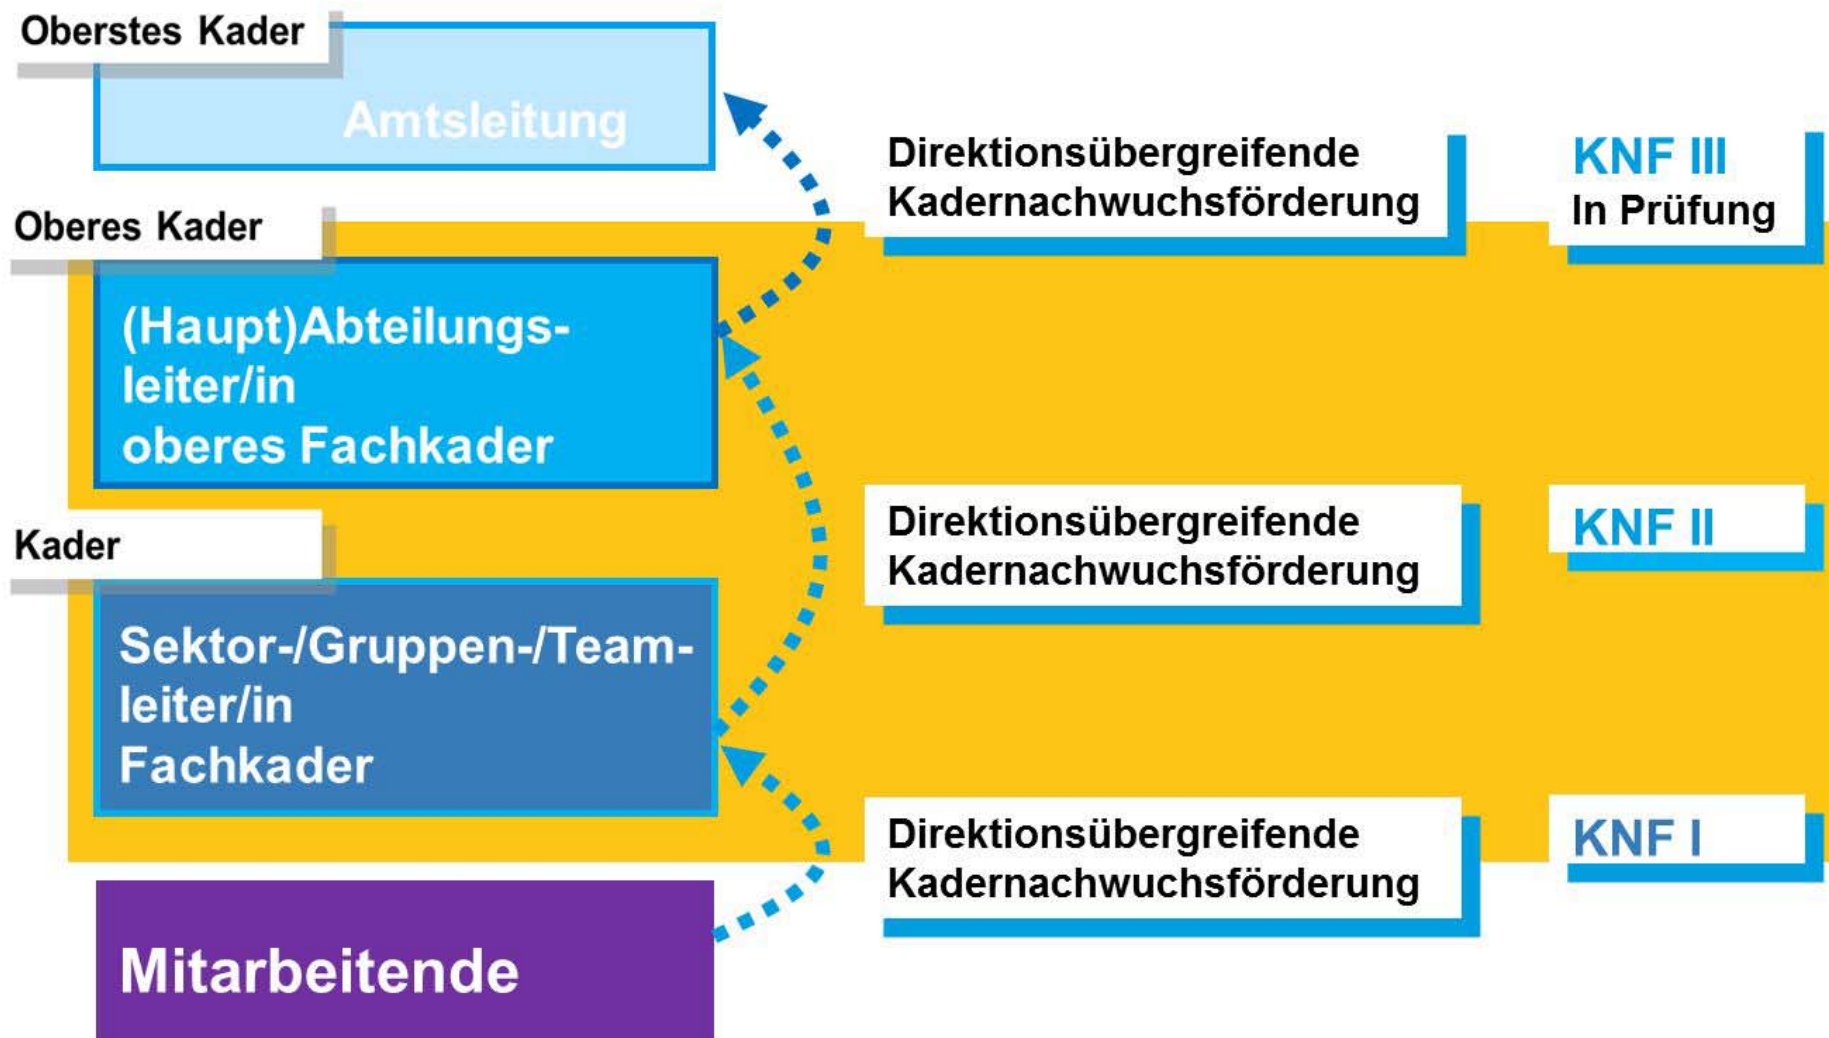 Oberstes Kader
Amtsleitung
Direktionsübergreifende
Kadernachwuchsförderung
KNF III
In Prüfung
Oberes Kader
(Haupt)Abteilungs-
leiter/in
oberes Fachkader
Direktionsübergreifende
Kadernachwuchsförderung
KNF II
Kader
Sektor-/Gruppen-/Team-
leiter/in
Fachkader
Direktionsübergreifende
Kadernachwuchsförderung
KNF I
Mitarbeitende